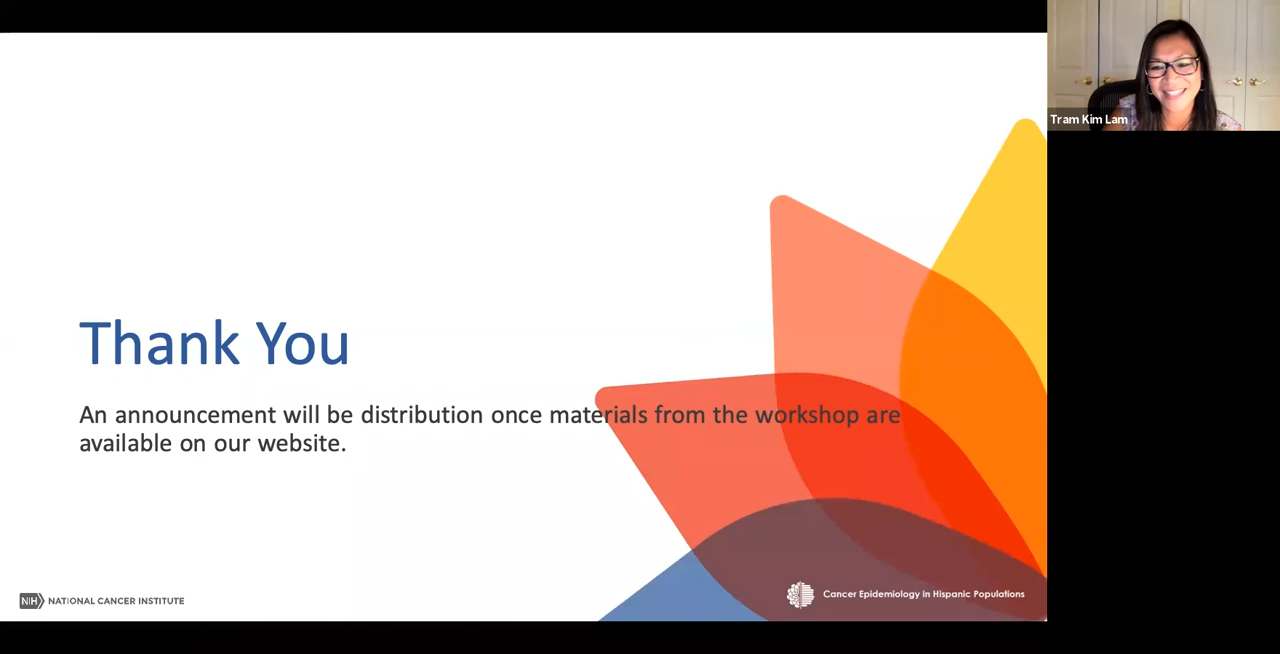 Tram Kim Lam
Thank You
An announcement will be distribution once materials from the workshop are
available on our website.
NIH NATIONAL CANCER INSTITUTE
Cancer Epidemiology in Hispanic Populations